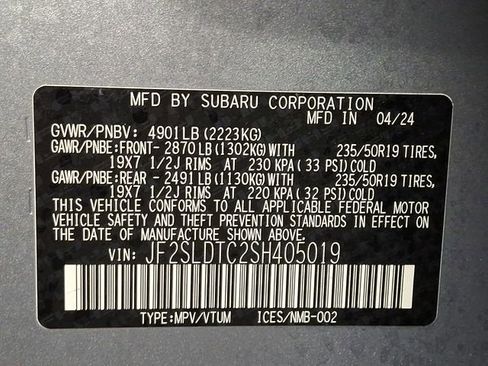 MFD BY SUBARU CORPORATION
MFD IN 04/24
GVWR/PNBV: 4901LB(2223KG)
GAWR/PNBE:FRONT-2870LB(1302KG)WITH 235/50R19 TIRES,
19X7 1/2J RIMS AT 230 KPA(33 PSI)COLD
GAWR/PNBE:REAR -2491LB(1130KG)WITH 235/50R19 TIRES,
19X7 1/2J RIMS AT 220 KPA(32 PSI)COLD
THIS VEHICLE CONFORMS TO ALL APPLICABLE FEDERAL MOTOR
VEHICLE SAFETY AND THEFT PREVENTION STANDARDS IN EFFECT
ON THE DATE OF MANUFACTURE SHOWN ABOVE.
VIN: JF2SLDTC2SH405019
TYPE:MPV/VTUM ICES/NMB-002